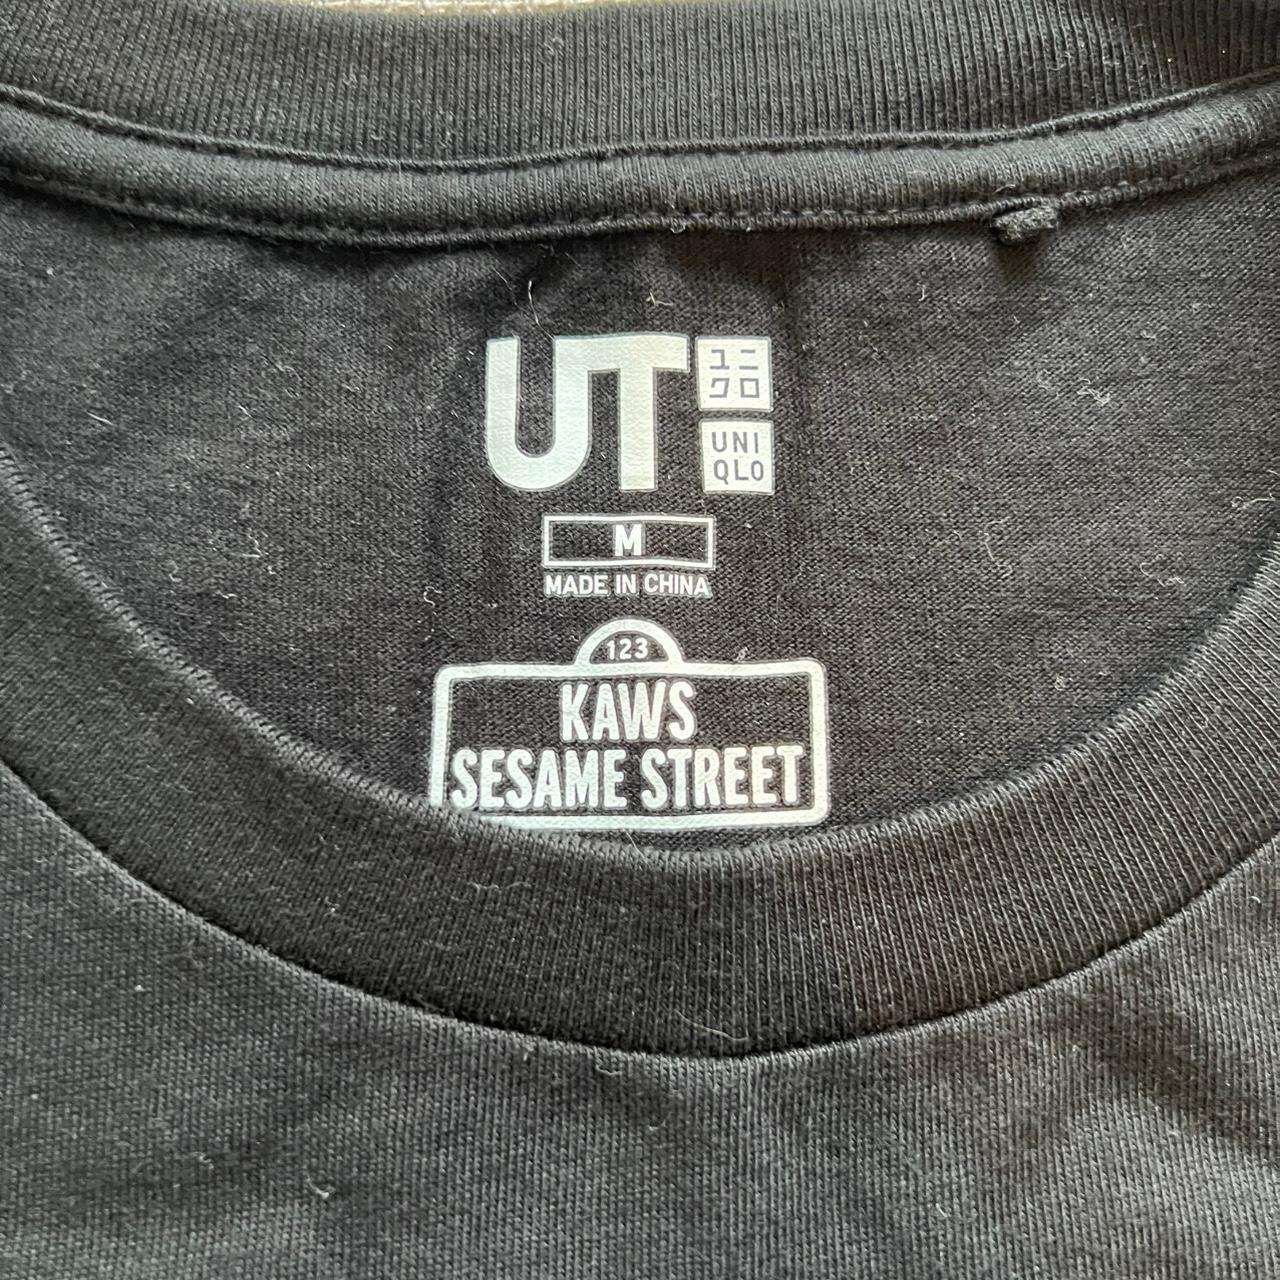 UT
ユニ
クロ
UNI
QLO
M
MADE IN CHINA
123
KAWS
SESAME STREET